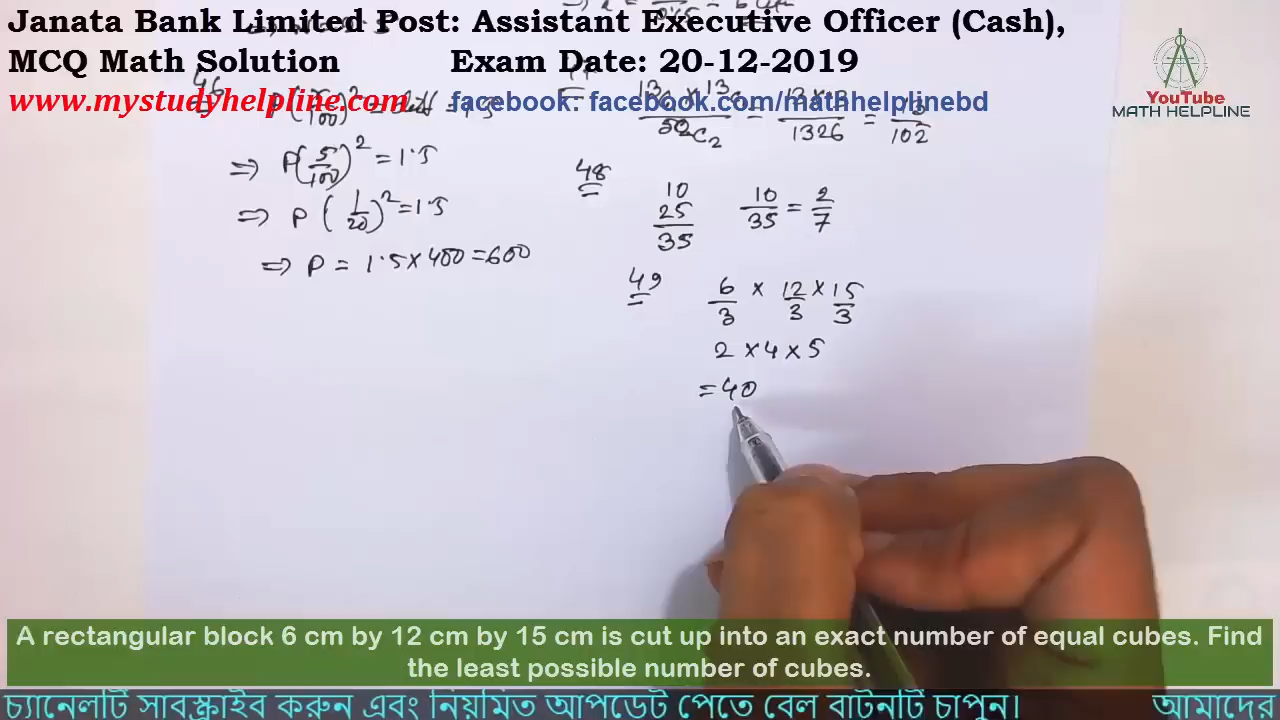 Janata Bank Limited Post: Assistant Executive Officer (Cash),
MCQ Math Solution Exam Date: 20-12-2019
www.mystudyhelpline.com facebook: facebook.com/mathhelplinebd
YouTube
MATH HELPLINE
46
⇒ P(5/100)² = 1.5
⇒ P(1/20)² = 1.5
⇒ P = 1.5 × 400 = 600
= 13×13/1326 = 13/102
48
10
25
35
10/35 = 2/7
49
6/3 × 12/3 × 15/3
2 × 4 × 5
= 40
A rectangular block 6 cm by 12 cm by 15 cm is cut up into an exact number of equal cubes. Find
the least possible number of cubes.
চ্যানেলটি সাবস্ক্রাইব করুন এবং নিয়মিত আপডেট পেতে বেল বাটনটি চাপুন। আমাদের